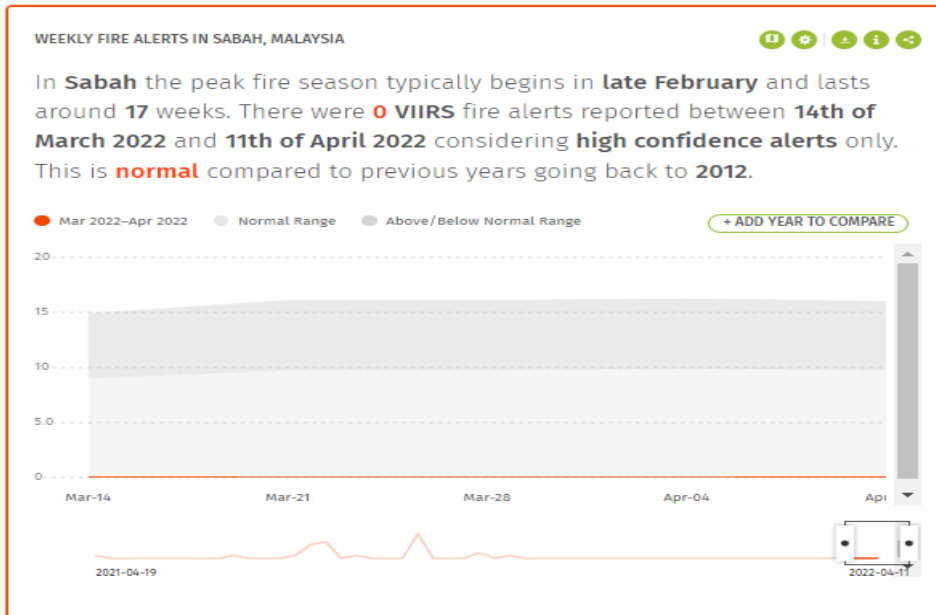 WEEKLY FIRE ALERTS IN SABAH, MALAYSIA
In Sabah the peak fire season typically begins in late February and lasts
around 17 weeks. There were 0 VIIRS fire alerts reported between 14th of
March 2022 and 11th of April 2022 considering high confidence alerts only.
This is normal compared to previous years going back to 2012.
Mar 2022–Apr 2022 Normal Range Above/Below Normal Range + ADD YEAR TO COMPARE
20
15
10
5.0
0
Mar-14 Mar-21 Mar-28 Apr-04 Apr
2021-04-19 2022-04-11